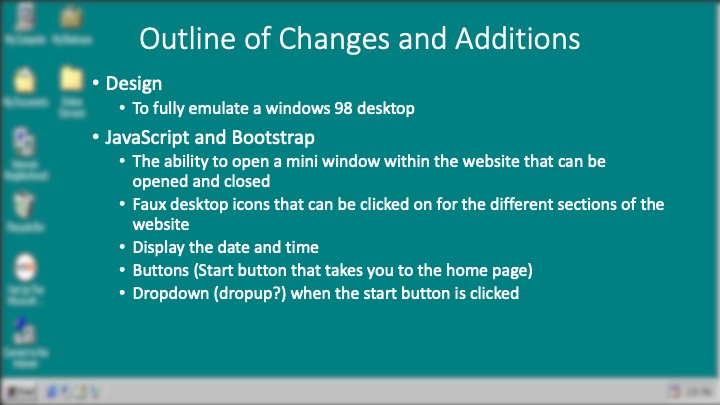 Outline of Changes and Additions
• Design
• To fully emulate a windows 98 desktop
• JavaScript and Bootstrap
• The ability to open a mini window within the website that can be
opened and closed
• Faux desktop icons that can be clicked on for the different sections of the
website
• Display the date and time
• Buttons (Start button that takes you to the home page)
• Dropdown (dropup?) when the start button is clicked